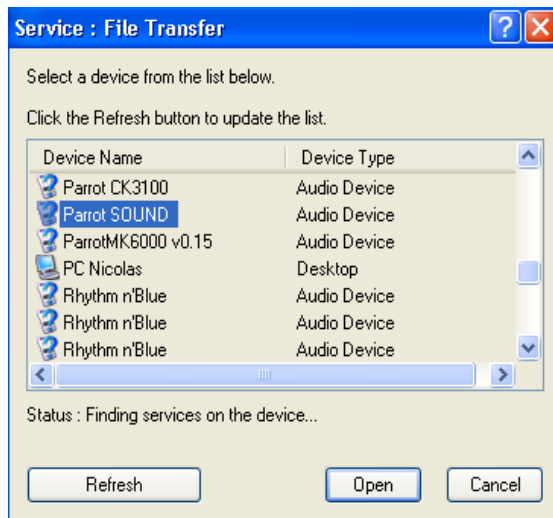 Service : File Transfer
Select a device from the list below.
Click the Refresh button to update the list.
Device Name Device Type
Parrot CK3100 Audio Device
Parrot SOUND Audio Device
ParrotMK6000 v0.15 Audio Device
PC Nicolas Desktop
Rhythm n'Blue Audio Device
Rhythm n'Blue Audio Device
Rhythm n'Blue Audio Device
Status : Finding services on the device...
Refresh Open Cancel